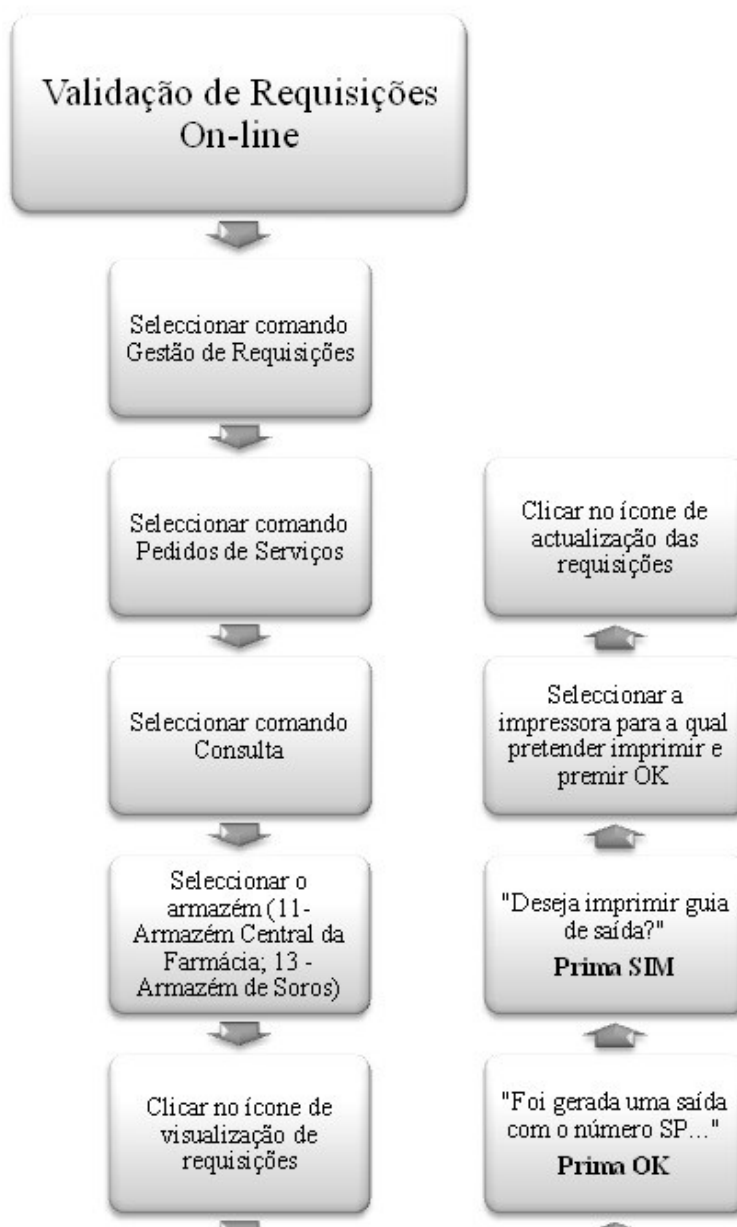 Validação de Requisições
On-line
Seleccionar comando
Gestão de Requisições
Seleccionar comando
Pedidos de Serviços
Seleccionar comando
Consulta
Seleccionar o
armazém (11-
Armazém Central da
Farmácia; 13 -
Armazém de Soros)
Clicar no ícone de
visualização de
requisições
Clicar no ícone de
actualização das
requisições
Seleccionar a
impressora para a qual
pretender imprimir e
premir OK
"Deseja imprimir guia
de saída?"
Prima SIM
"Foi gerada uma saída
com o número SP..."
Prima OK